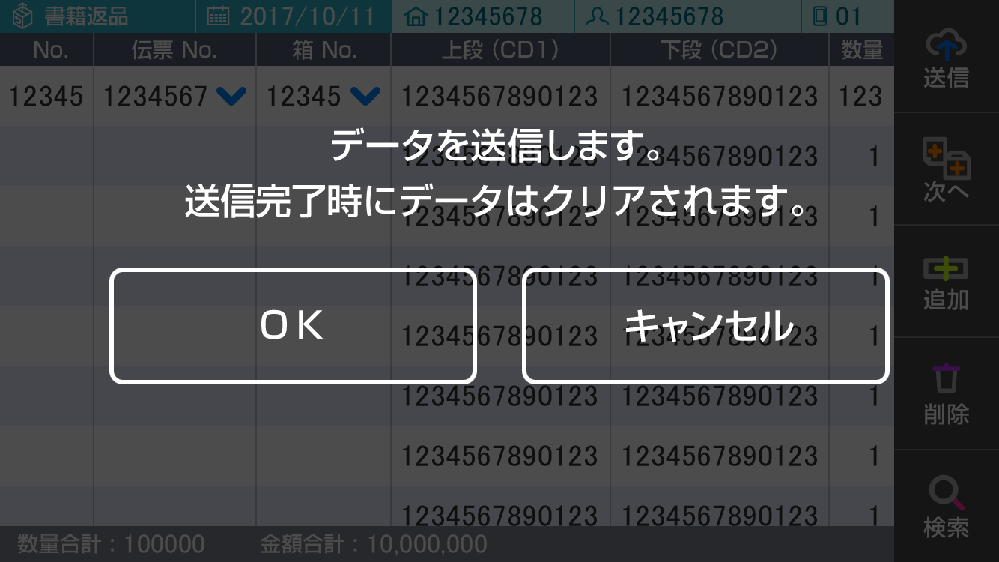 書籍返品 2017/10/11 12345678 12345678 01
No. 伝票 No. 箱 No. 上段（CD1） 下段（CD2） 数量
12345 1234567 12345 1234567890123 1234567890123 123
データを送信します。
1234567890123 1234567890123 1
送信完了時にデータはクリアされます。
1234567890123 1234567890123 1
1234567890123 1234567890123 1
OK キャンセル
1234567890123 1234567890123 1
1234567890123 1234567890123 1
1234567890123 1234567890123 1
1234567890123 1234567890123 1
数量合計：100000 金額合計：10,000,000
送信
次へ
追加
削除
検索